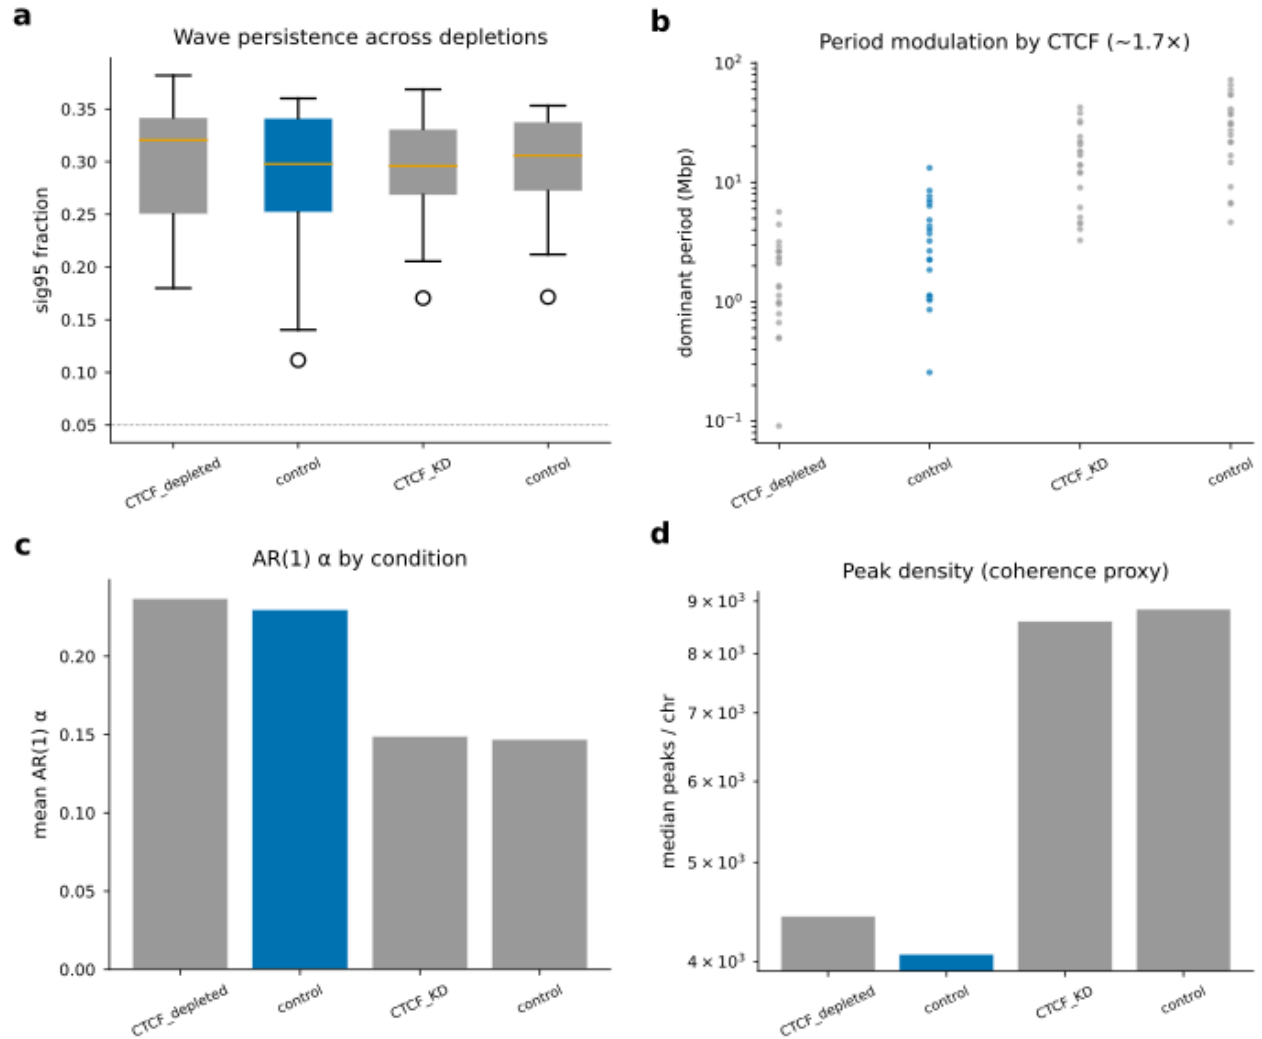 a
Wave persistence across depletions
sig95 fraction
0.35
0.30
0.25
0.20
0.15
0.10
0.05
CTCF_depleted
control
CTCF_KD
control
b
Period modulation by CTCF (~1.7×)
dominant period (Mbp)
10²
10¹
10⁰
10⁻¹
CTCF_depleted
control
CTCF_KD
control
c
AR(1) α by condition
mean AR(1) α
0.20
0.15
0.10
0.05
0.00
CTCF_depleted
control
CTCF_KD
control
d
Peak density (coherence proxy)
median peaks / chr
9 × 10³
8 × 10³
7 × 10³
6 × 10³
5 × 10³
4 × 10³
CTCF_depleted
control
CTCF_KD
control